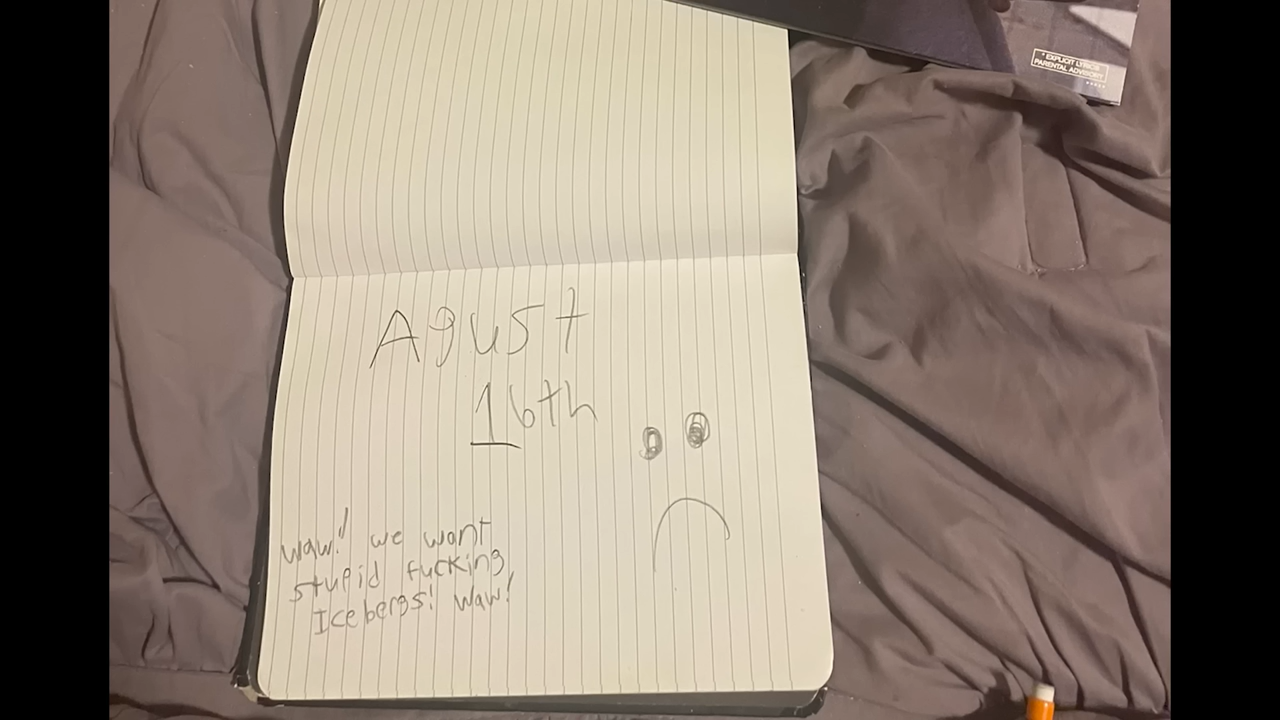 * EXPLICIT LYRICS
PARENTAL ADVISORY
Agust
16th
waw! we want
stupid fucking
Icebergs! waw!